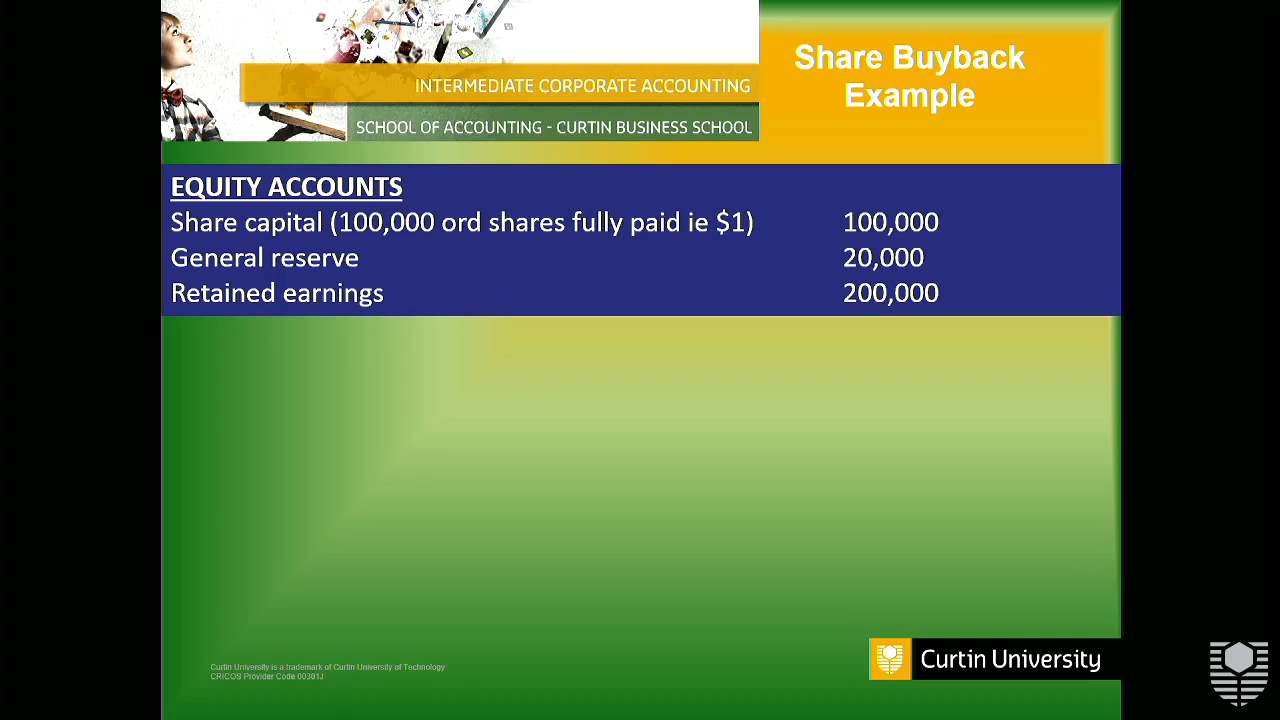 INTERMEDIATE CORPORATE ACCOUNTING
SCHOOL OF ACCOUNTING - CURTIN BUSINESS SCHOOL
Share Buyback
Example
EQUITY ACCOUNTS
Share capital (100,000 ord shares fully paid ie $1) 100,000
General reserve 20,000
Retained earnings 200,000
Curtin University is a trademark of Curtin University of Technology
CRICOS Provider Code 00301J
Curtin University